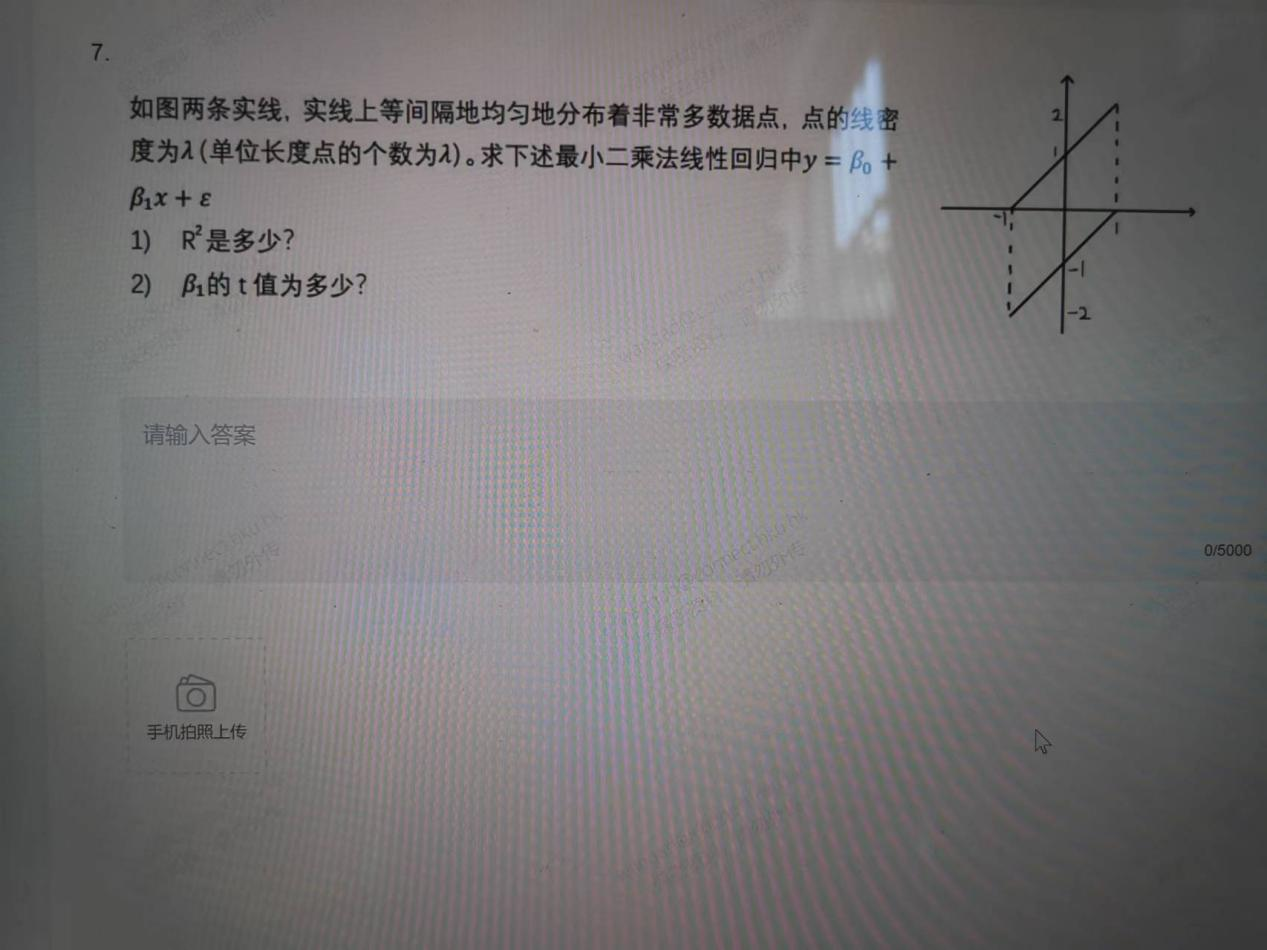 7.
如图两条实线, 实线上等间隔地均匀地分布着非常多数据点, 点的线密
度为λ(单位长度点的个数为λ)。求下述最小二乘法线性回归中y = β₀ +
β₁x + ε
1) R²是多少?
2) β₁的 t 值为多少?
2
1
-1
1
-1
-2
请输入答案
0/5000
手机拍照上传